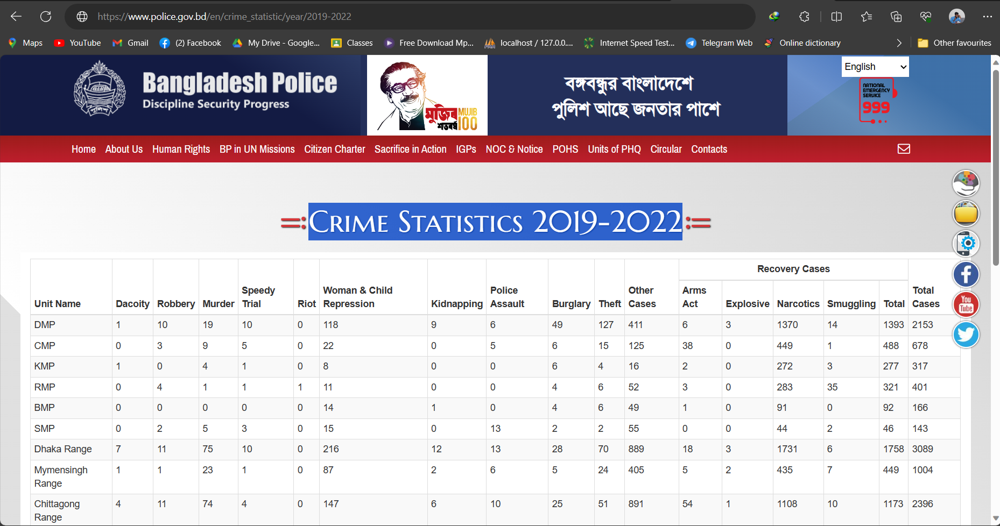 https://www.police.gov.bd/en/crime_statistic/year/2019-2022
Maps YouTube Gmail (2) Facebook My Drive - Google... Classes Free Download Mp... localhost / 127.0.0.... Internet Speed Test... Telegram Web Online dictionary Other favourites
Bangladesh Police
Discipline Security Progress
পুলিশ
মুজিব MUJIB
শতবর্ষ 100
বঙ্গবন্ধুর বাংলাদেশে
পুলিশ আছে জনতার পাশে
English
NATIONAL
EMERGENCY
SERVICE
999
Home About Us Human Rights BP in UN Missions Citizen Charter Sacrifice in Action IGPs NOC & Notice POHS Units of PHQ Circular Contacts
=:Crime Statistics 2019-2022:=
Recovery Cases
Unit Name Dacoity Robbery Murder Speedy Trial Riot Woman & Child Repression Kidnapping Police Assault Burglary Theft Other Cases Arms Act Explosive Narcotics Smuggling Total Total Cases
DMP 1 10 19 10 0 118 9 6 49 127 411 6 3 1370 14 1393 2153
CMP 0 3 9 5 0 22 0 5 6 15 125 38 0 449 1 488 678
KMP 1 0 4 1 0 8 0 0 6 4 16 2 0 272 3 277 317
RMP 0 4 1 1 1 11 0 0 4 6 52 3 0 283 35 321 401
BMP 0 0 0 0 0 14 1 0 4 6 49 1 0 91 0 92 166
SMP 0 2 5 3 0 15 0 13 2 2 55 0 0 44 2 46 143
Dhaka Range 7 11 75 10 0 216 12 13 28 70 889 18 3 1731 6 1758 3089
Mymensingh Range 1 1 23 1 0 87 2 6 5 24 405 5 2 435 7 449 1004
Chittagong Range 4 11 74 4 0 147 6 10 25 51 891 54 1 1108 10 1173 2396
You
Tube